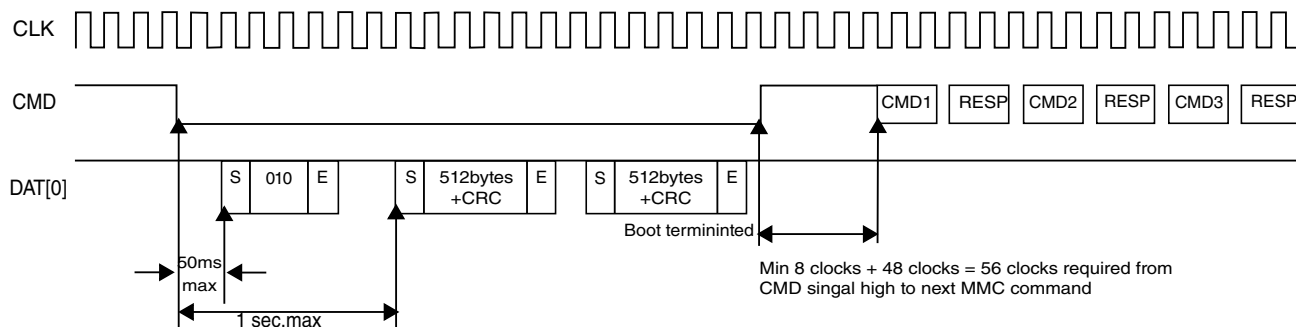 CLK
CMD
CMD1 RESP CMD2 RESP CMD3 RESP
DAT[0]
S 010 E S 512bytes +CRC E S 512bytes +CRC E
Boot termininted
50ms
max
1 sec.max
Min 8 clocks + 48 clocks = 56 clocks required from
CMD singal high to next MMC command